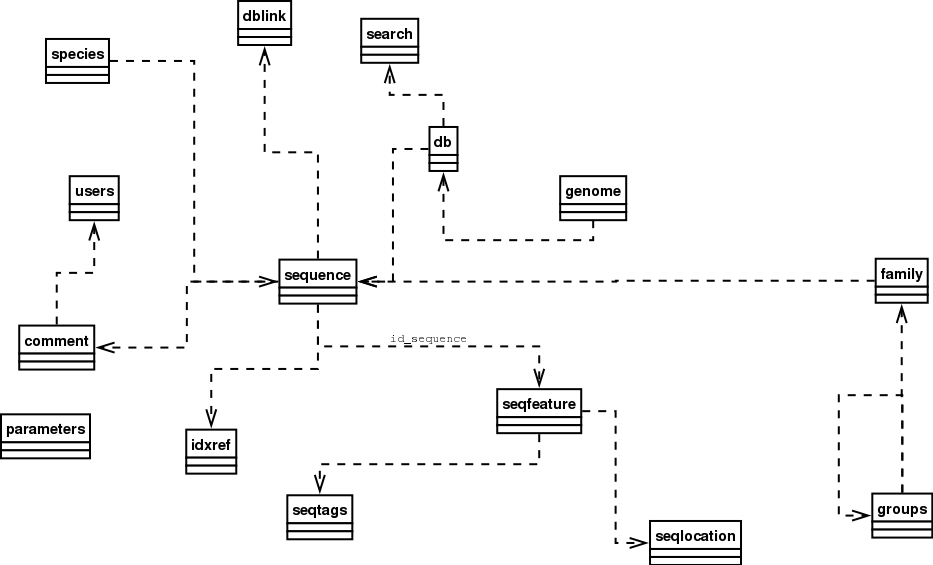 dblink
search
species
db
users
genome
sequence
family
comment
id_sequence
seqfeature
parameters
idxref
seqtags
groups
seqlocation